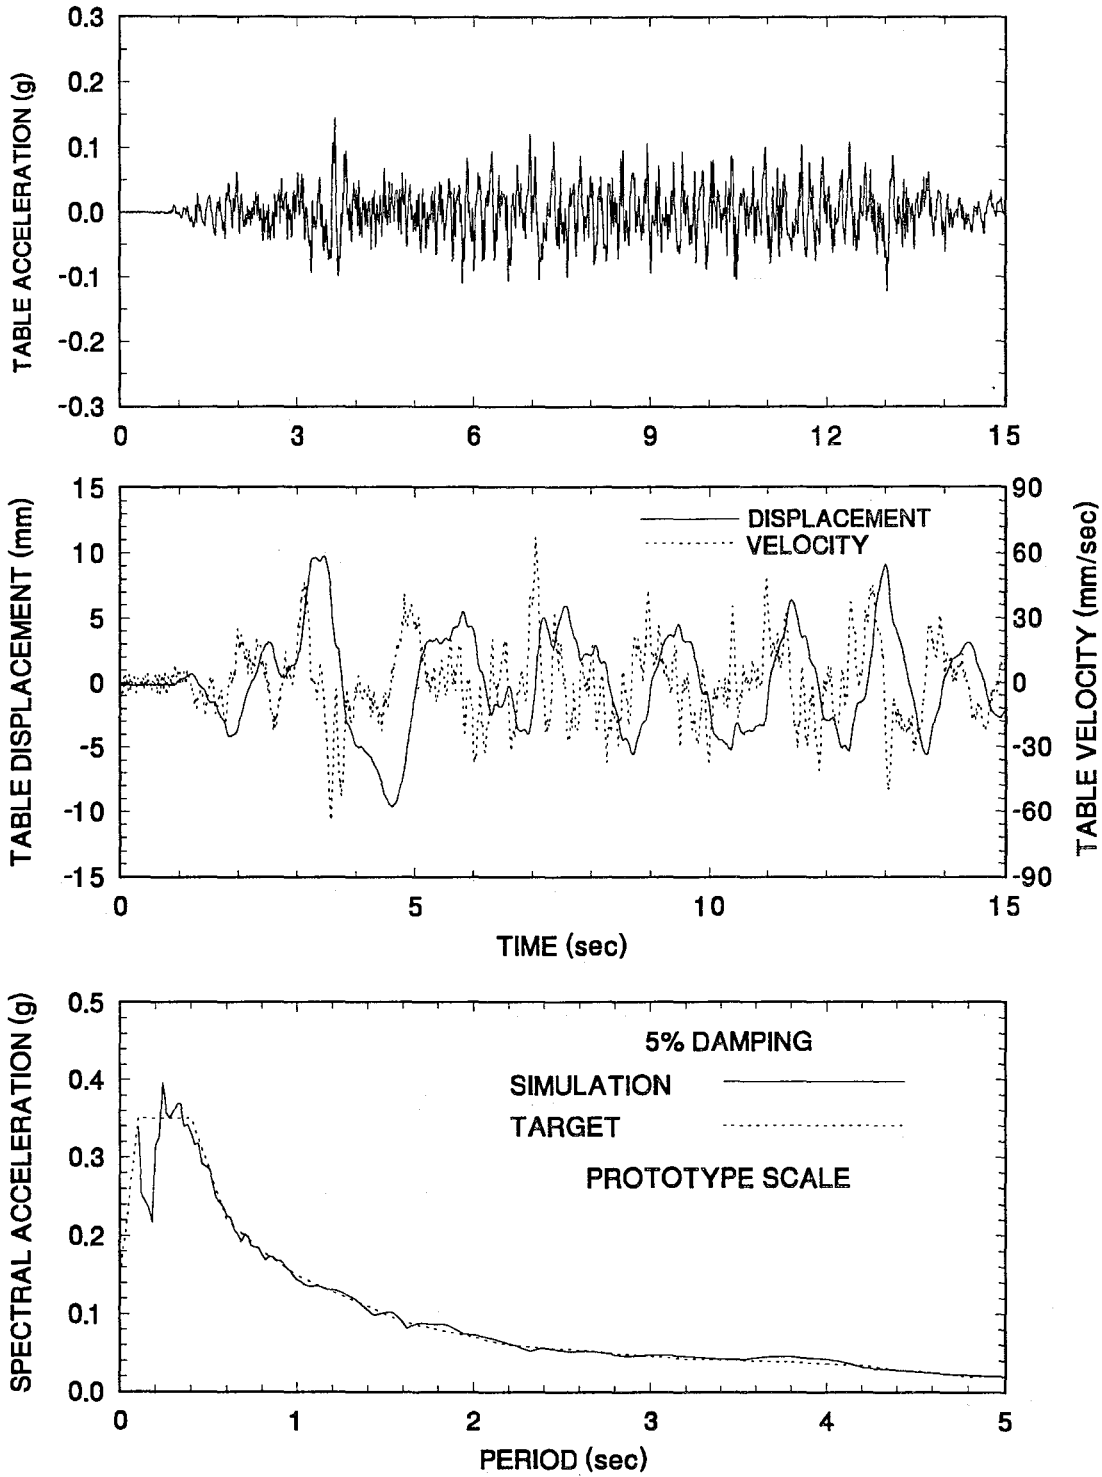 TABLE ACCELERATION (g)
0.3
0.2
0.1
0.0
-0.1
-0.2
-0.3
0 3 6 9 12 15
TABLE DISPLACEMENT (mm)
15
10
5
0
-5
-10
-15
DISPLACEMENT
VELOCITY
90
60
30
0
-30
-60
-90
TABLE VELOCITY (mm/sec)
0 5 10 15
TIME (sec)
SPECTRAL ACCELERATION (g)
0.5
0.4
0.3
0.2
0.1
0.0
5% DAMPING
SIMULATION
TARGET
PROTOTYPE SCALE
0 1 2 3 4 5
PERIOD (sec)